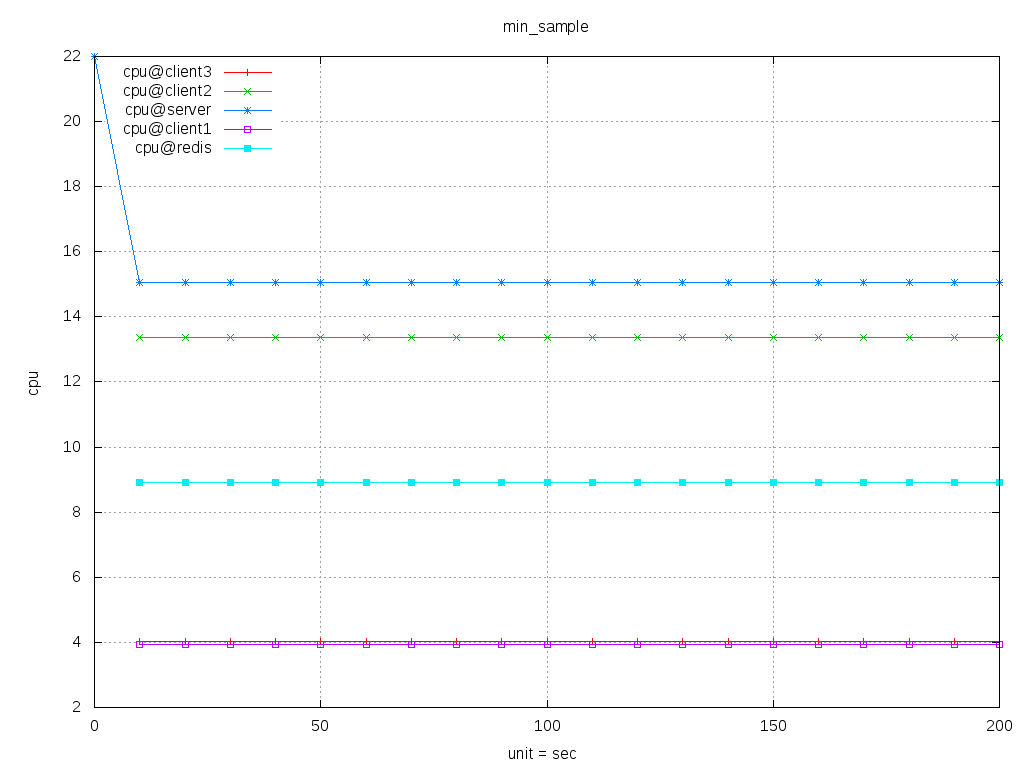 min_sample
22
20
18
16
14
12
10
8
6
4
2
cpu
cpu@client3
cpu@client2
cpu@server
cpu@client1
cpu@redis
0 50 100 150 200
unit = sec